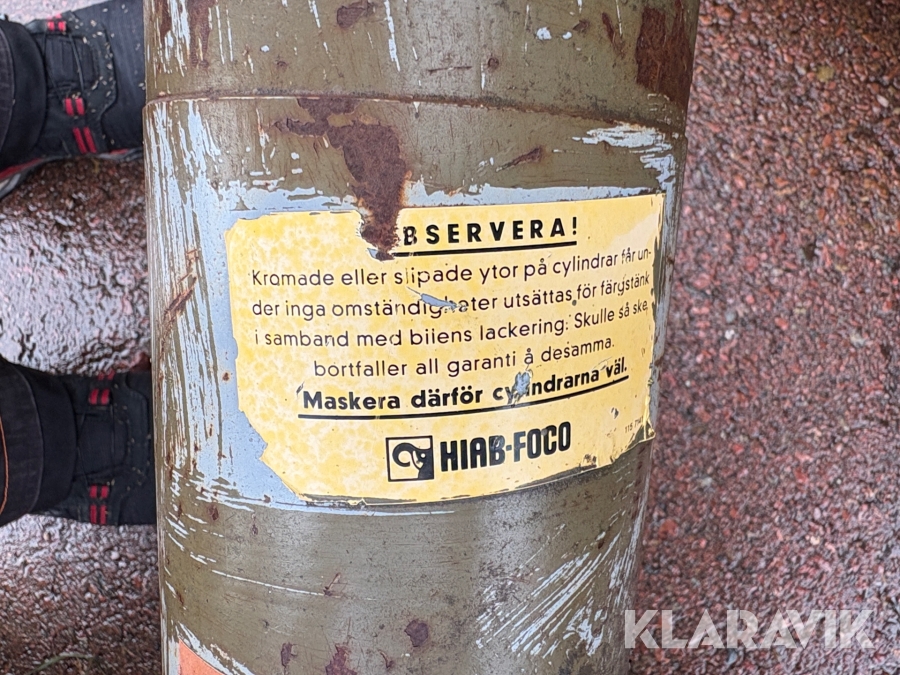 BSERVERA!
Kromade eller slipade ytor på cylindrar får un-
der inga omständigheter utsättas för färgstänk
i samband med bilens lackering. Skulle så ske
bortfaller all garanti å desamma.
Maskera därför cylindrarna väl.
HIAB-FOCO
KLARAVIK